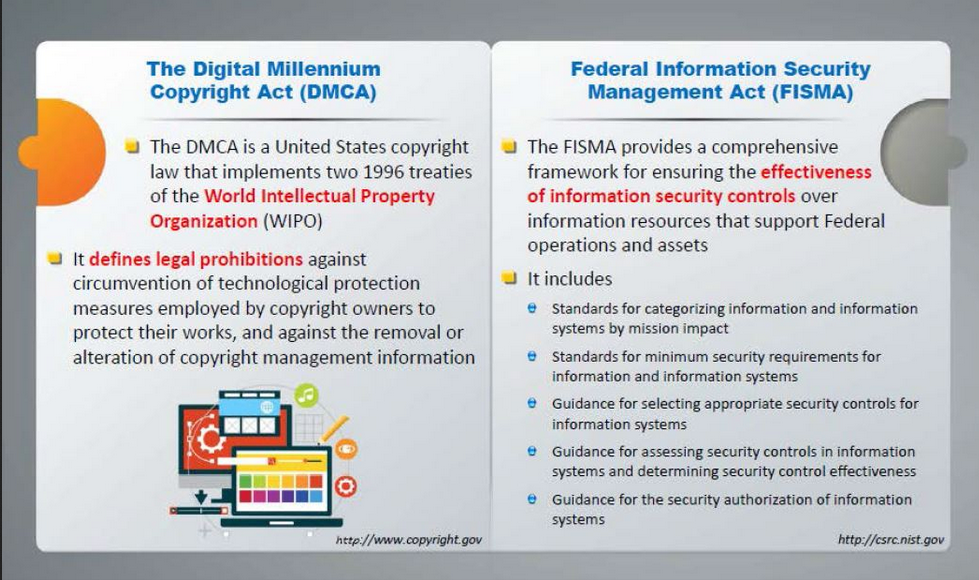 The Digital Millennium
Copyright Act (DMCA)
The DMCA is a United States copyright
law that implements two 1996 treaties
of the World Intellectual Property
Organization (WIPO)
It defines legal prohibitions against
circumvention of technological protection
measures employed by copyright owners to
protect their works, and against the removal or
alteration of copyright management information
http://www.copyright.gov
Federal Information Security
Management Act (FISMA)
The FISMA provides a comprehensive
framework for ensuring the effectiveness
of information security controls over
information resources that support Federal
operations and assets
It includes
Standards for categorizing information and information
systems by mission impact
Standards for minimum security requirements for
information and information systems
Guidance for selecting appropriate security controls for
information systems
Guidance for assessing security controls in information
systems and determining security control effectiveness
Guidance for the security authorization of information
systems
http://csrc.nist.gov